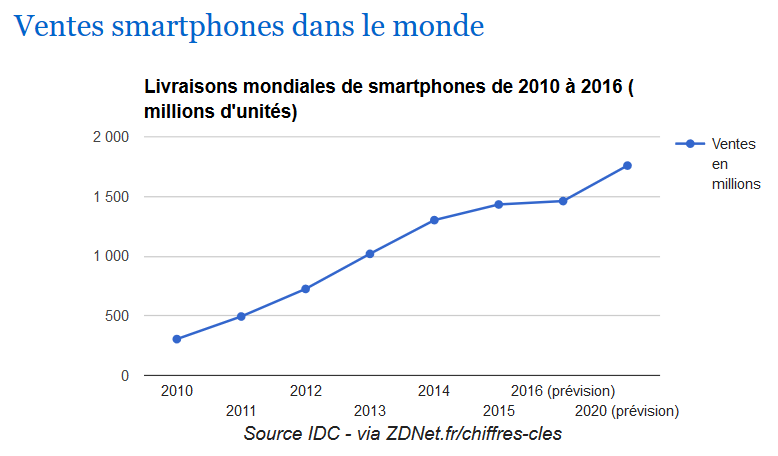 Ventes smartphones dans le monde
Livraisons mondiales de smartphones de 2010 à 2016 (
millions d'unités)
2 000
1 500
1 000
500
0
Ventes
en
millions
2010
2012
2014
2016 (prévision)
2011
2013
2015
2020 (prévision)
Source IDC - via ZDNet.fr/chiffres-cles